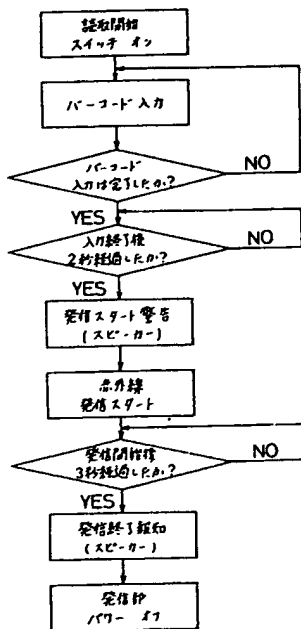 読取開始
スイッチ オン
バーコード入力
バーコード
入力は完了したか?
NO
YES
入力終了後
2秒経過したか?
NO
YES
発信スタート警告
(スピーカー)
赤外線
発信スタート
発信開始後
3秒経過したか?
NO
YES
発信終了報知
(スピーカー)
発信部
パワー オフ